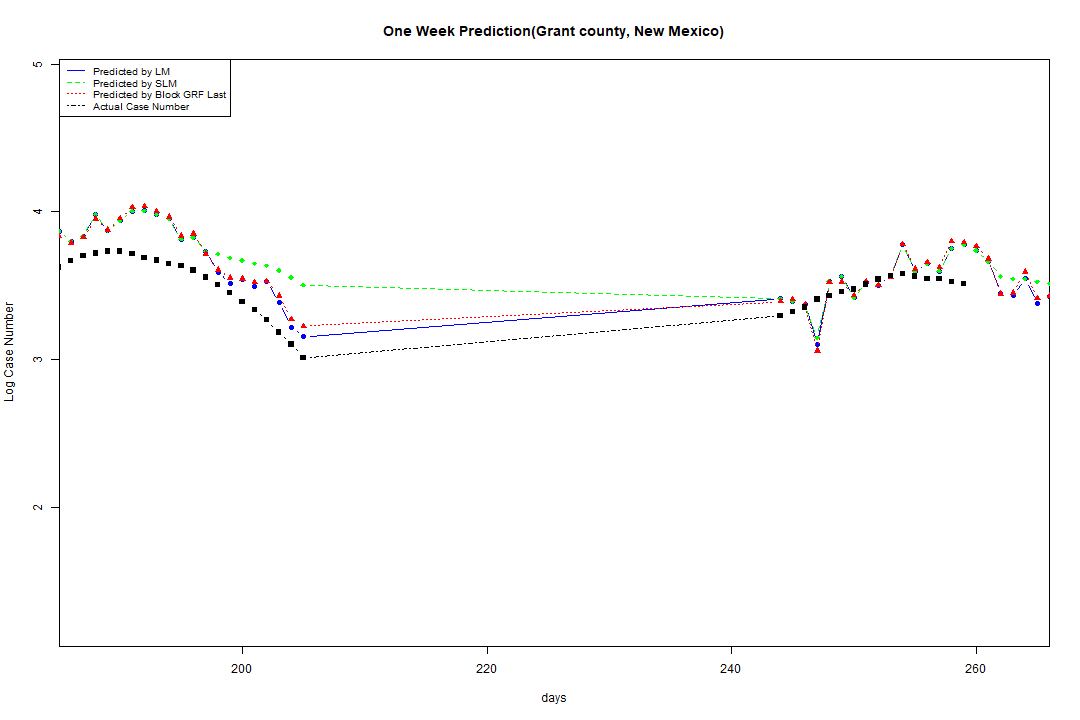 One Week Prediction(Grant county, New Mexico)
Predicted by LM
Predicted by SLM
Predicted by Block GRF Last
Actual Case Number
5
4
3
2
Log Case Number
200 220 240 260
days